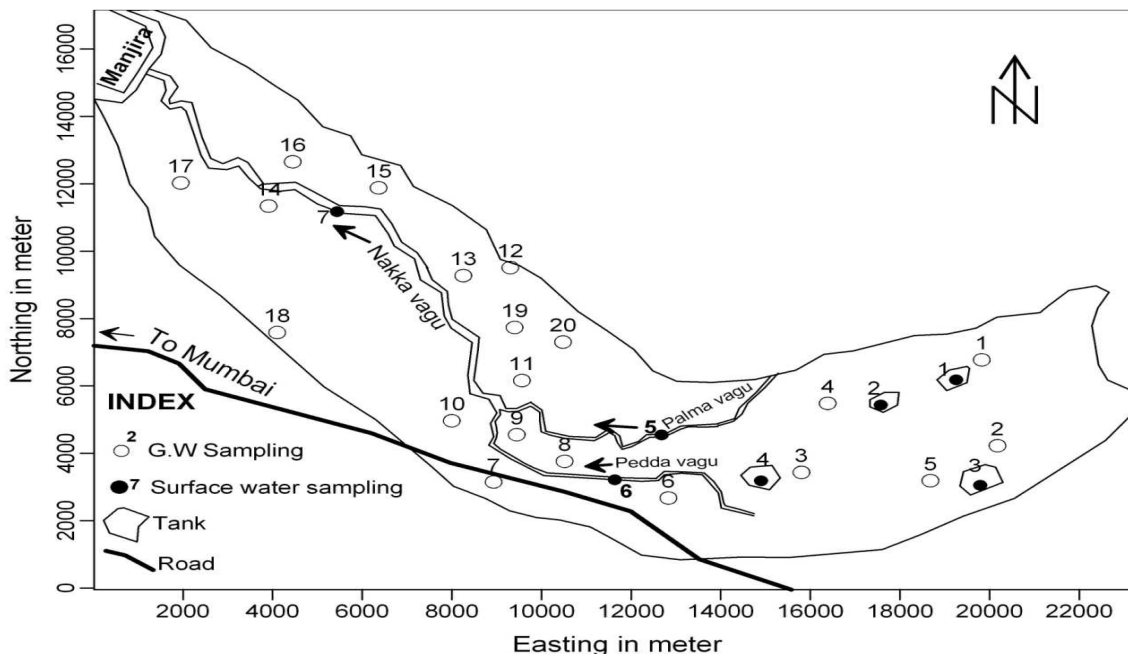 Manjira
N
16
17
15
14
7
Nakka vagu
13
12
18
19
20
To Mumbai
11
1
1
2
4
Palma vagu
5
10
9
8
Pedda vagu
2
3
4
3
5
7
6
6
INDEX
2 G.W Sampling
7 Surface water sampling
Tank
Road
Northing in meter
16000
14000
12000
10000
8000
6000
4000
2000
0
2000 4000 6000 8000 10000 12000 14000 16000 18000 20000 22000
Easting in meter